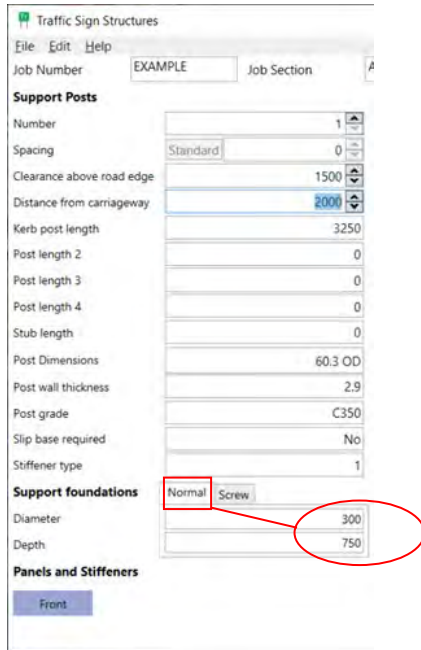 Traffic Sign Structures
File Edit Help
Job Number EXAMPLE Job Section A
Support Posts
Number 1
Spacing Standard 0
Clearance above road edge 1500
Distance from carriageway 2000
Kerb post length 3250
Post length 2 0
Post length 3 0
Post length 4 0
Stub length 0
Post Dimensions 60.3 OD
Post wall thickness 2.9
Post grade C350
Slip base required No
Stiffener type 1
Support foundations Normal Screw
Diameter 300
Depth 750
Panels and Stiffeners
Front